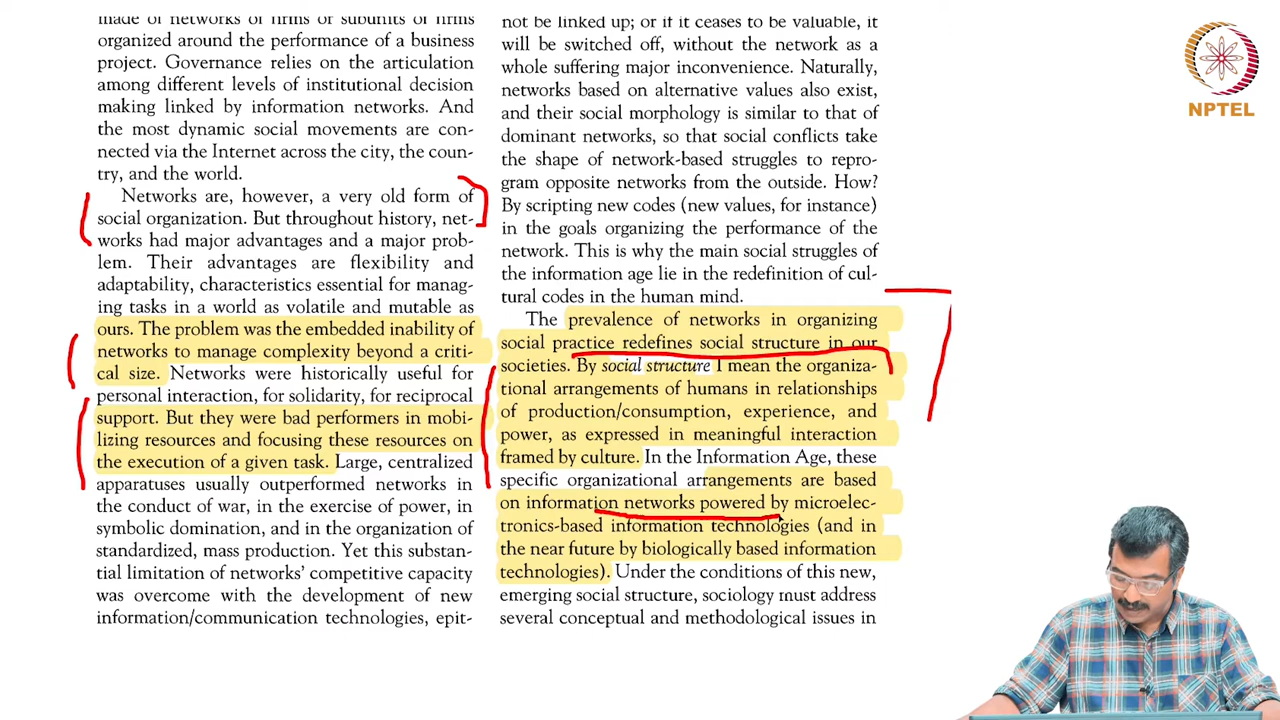 made of networks of firms or subunits of firms
organized around the performance of a business
project. Governance relies on the articulation
among different levels of institutional decision
making linked by information networks. And
the most dynamic social movements are con-
nected via the Internet across the city, the coun-
try, and the world.
Networks are, however, a very old form of
social organization. But throughout history, net-
works had major advantages and a major prob-
lem. Their advantages are flexibility and
adaptability, characteristics essential for manag-
ing tasks in a world as volatile and mutable as
ours. The problem was the embedded inability of
networks to manage complexity beyond a criti-
cal size. Networks were historically useful for
personal interaction, for solidarity, for reciprocal
support. But they were bad performers in mobi-
lizing resources and focusing these resources on
the execution of a given task. Large, centralized
apparatuses usually outperformed networks in
the conduct of war, in the exercise of power, in
symbolic domination, and in the organization of
standardized, mass production. Yet this substan-
tial limitation of networks' competitive capacity
was overcome with the development of new
information/communication technologies, epit-
not be linked up; or if it ceases to be valuable, it
will be switched off, without the network as a
whole suffering major inconvenience. Naturally,
networks based on alternative values also exist,
and their social morphology is similar to that of
dominant networks, so that social conflicts take
the shape of network-based struggles to repro-
gram opposite networks from the outside. How?
By scripting new codes (new values, for instance)
in the goals organizing the performance of the
network. This is why the main social struggles of
the information age lie in the redefinition of cul-
tural codes in the human mind.
The prevalence of networks in organizing
social practice redefines social structure in our
societies. By social structure I mean the organiza-
tional arrangements of humans in relationships
of production/consumption, experience, and
power, as expressed in meaningful interaction
framed by culture. In the Information Age, these
specific organizational arrangements are based
on information networks powered by microelec-
tronics-based information technologies (and in
the near future by biologically based information
technologies). Under the conditions of this new,
emerging social structure, sociology must address
several conceptual and methodological issues in
NPTEL